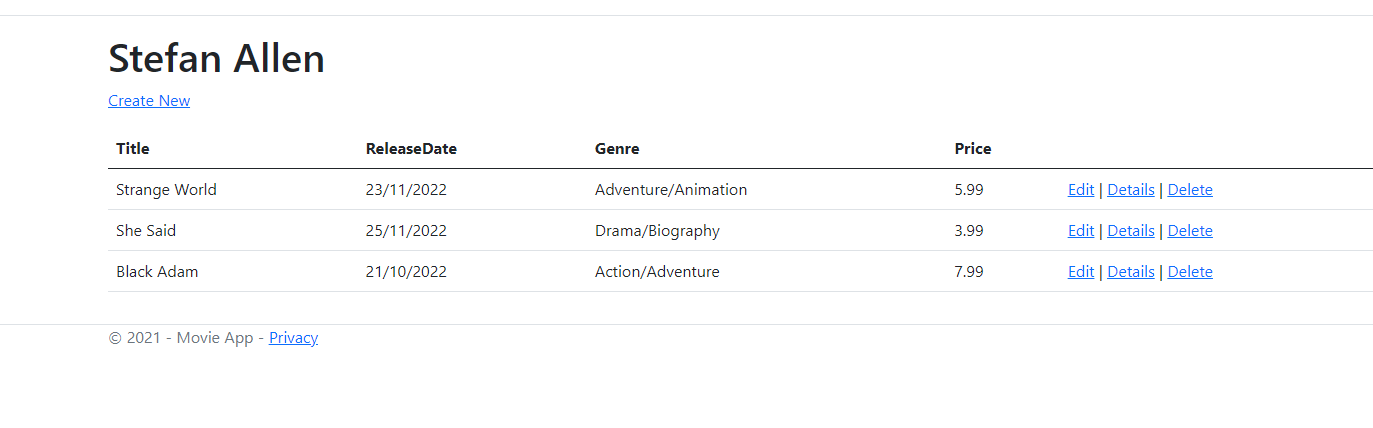 Stefan Allen
Create New
Title ReleaseDate Genre Price
Strange World 23/11/2022 Adventure/Animation 5.99 Edit | Details | Delete
She Said 25/11/2022 Drama/Biography 3.99 Edit | Details | Delete
Black Adam 21/10/2022 Action/Adventure 7.99 Edit | Details | Delete
© 2021 - Movie App - Privacy